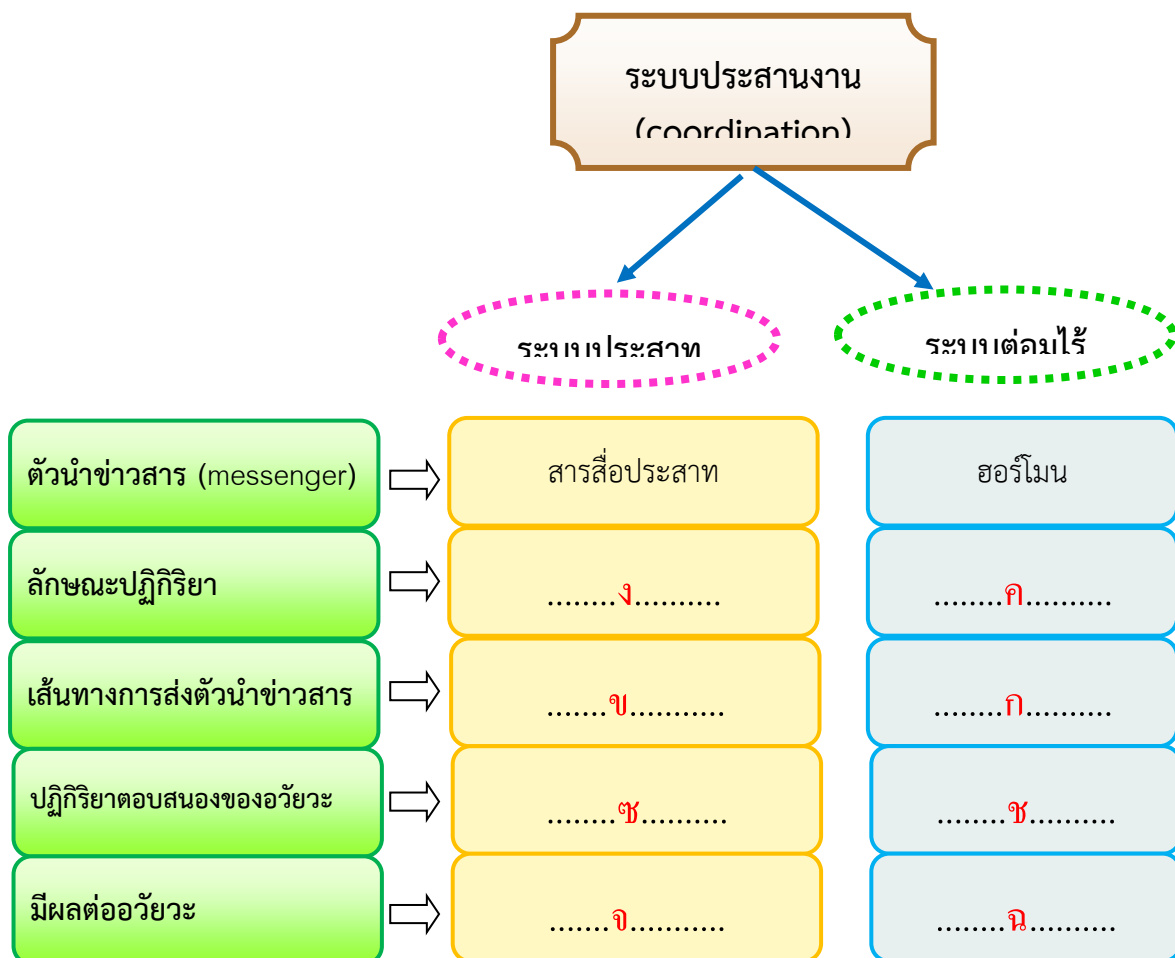 ระบบประสานงาน
(coordination)
ระบบประสาท
ระบบต่อมไร้
ตัวนำข่าวสาร (messenger)
สารสื่อประสาท
ฮอร์โมน
ลักษณะปฏิกิริยา
........ง..........
........ค..........
เส้นทางการส่งตัวนำข่าวสาร
.......ข...........
........ก..........
ปฏิกิริยาตอบสนองของอวัยวะ
........ซ..........
........ช..........
มีผลต่ออวัยวะ
.......จ...........
........ฉ..........